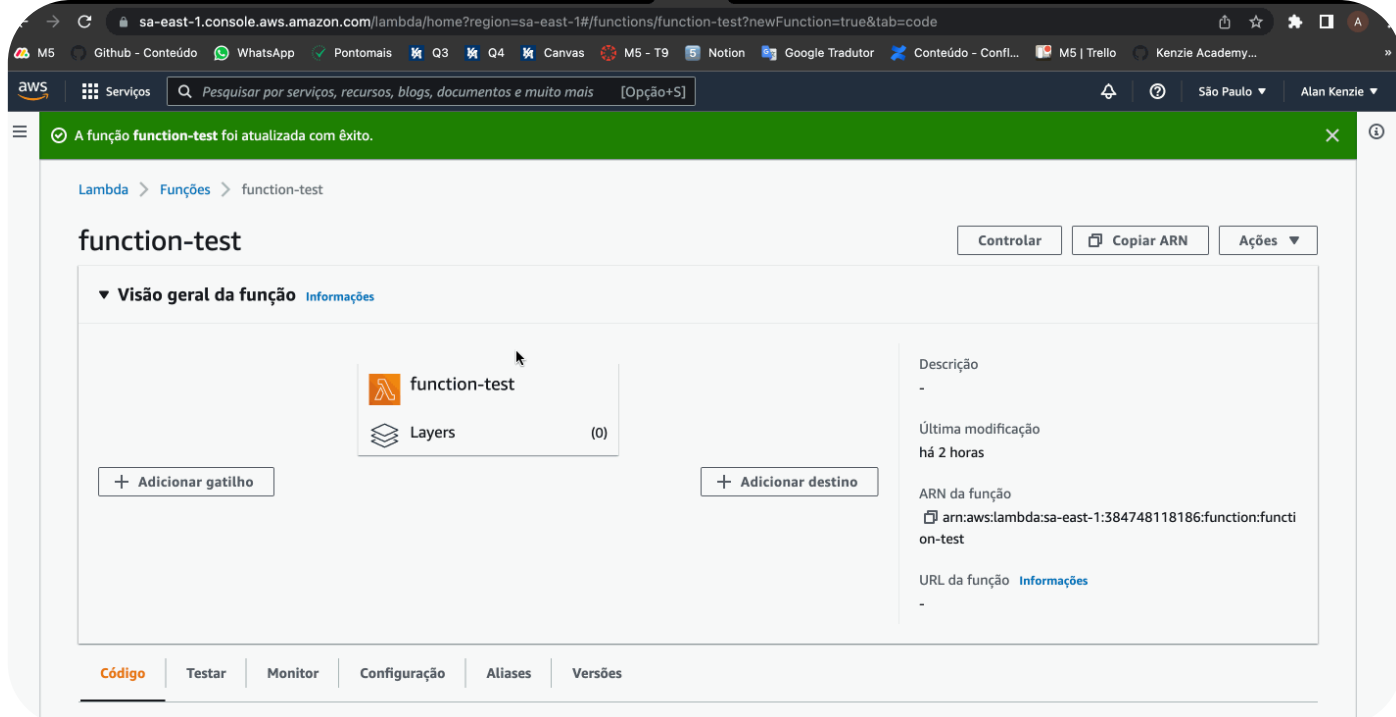 sa-east-1.console.aws.amazon.com/lambda/home?region=sa-east-1#/functions/function-test?newFunction=true&tab=code
A
M5 Github - Conteúdo WhatsApp Pontomais Q3 Q4 Canvas M5 - T9 5 Notion Google Tradutor Conteúdo - Confl... M5 | Trello Kenzie Academy... »
aws Serviços Pesquisar por serviços, recursos, blogs, documentos e muito mais [Opção+S] São Paulo ▼ Alan Kenzie ▼
A função function-test foi atualizada com êxito.
Lambda > Funções > function-test
function-test
Controlar Copiar ARN Ações ▼
▼ Visão geral da função Informações
function-test
Layers (0)
+ Adicionar gatilho
+ Adicionar destino
Descrição
-
Última modificação
há 2 horas
ARN da função
arn:aws:lambda:sa-east-1:384748118186:function:functi
on-test
URL da função Informações
-
Código Testar Monitor Configuração Aliases Versões